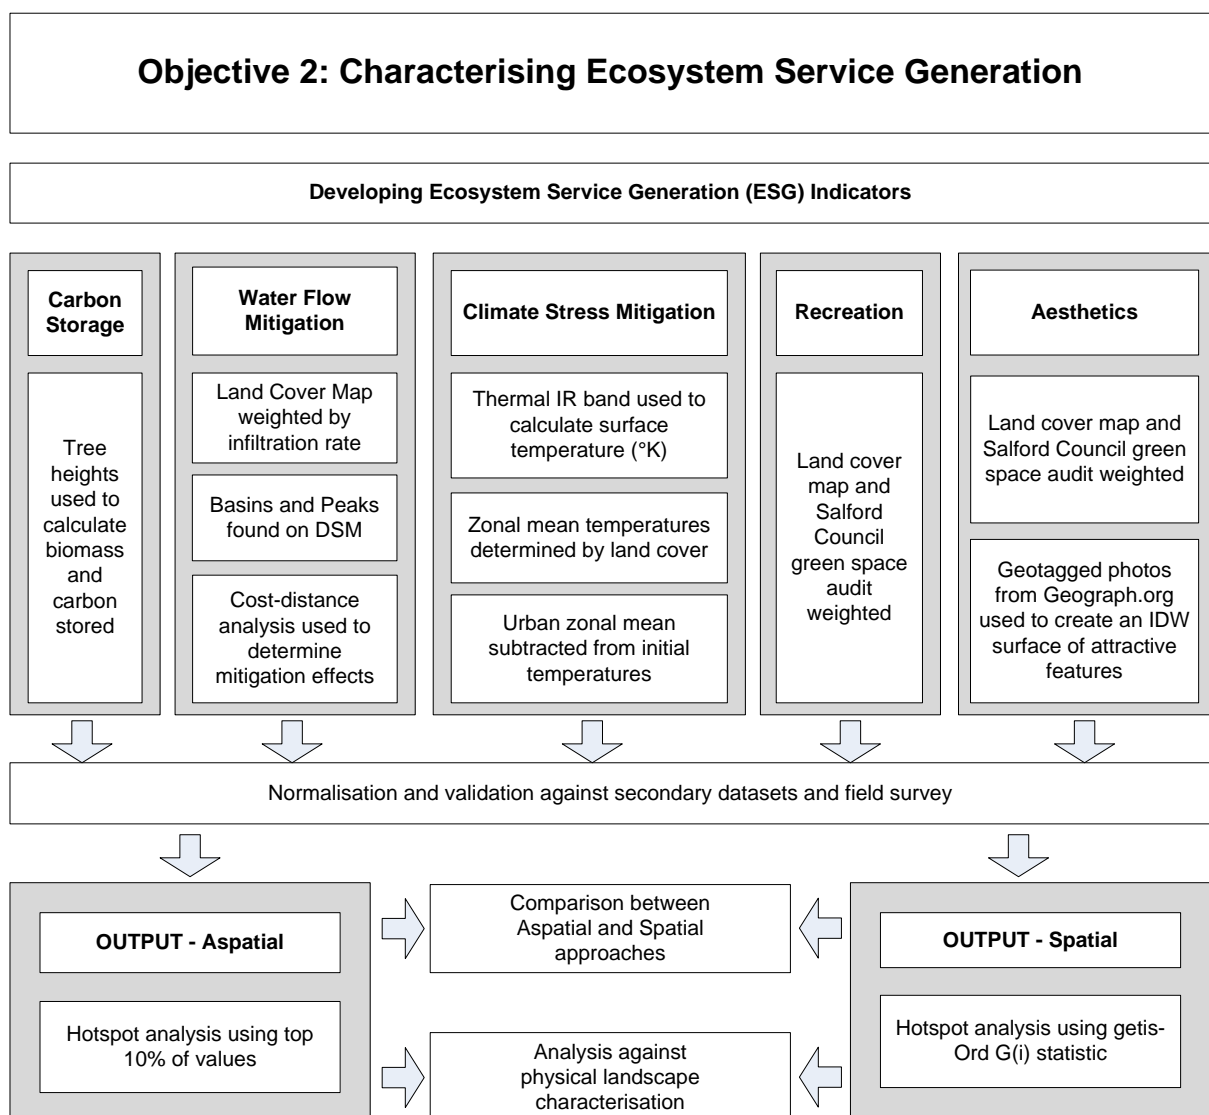 Objective 2: Characterising Ecosystem Service Generation
Developing Ecosystem Service Generation (ESG) Indicators
Carbon
Storage
Tree
heights
used to
calculate
biomass
and
carbon
stored
Water Flow
Mitigation
Land Cover Map
weighted by
infiltration rate
Basins and Peaks
found on DSM
Cost-distance
analysis used to
determine
mitigation effects
Climate Stress Mitigation
Thermal IR band used to
calculate surface
temperature (°K)
Zonal mean temperatures
determined by land cover
Urban zonal mean
subtracted from initial
temperatures
Recreation
Land cover
map and
Salford
Council
green space
audit
weighted
Aesthetics
Land cover map and
Salford Council green
space audit weighted
Geotagged photos
from Geograph.org
used to create an IDW
surface of attractive
features
Normalisation and validation against secondary datasets and field survey
OUTPUT - Aspatial
Hotspot analysis using top
10% of values
Comparison between
Aspatial and Spatial
approaches
Analysis against
physical landscape
characterisation
OUTPUT - Spatial
Hotspot analysis using getis-
Ord G(i) statistic